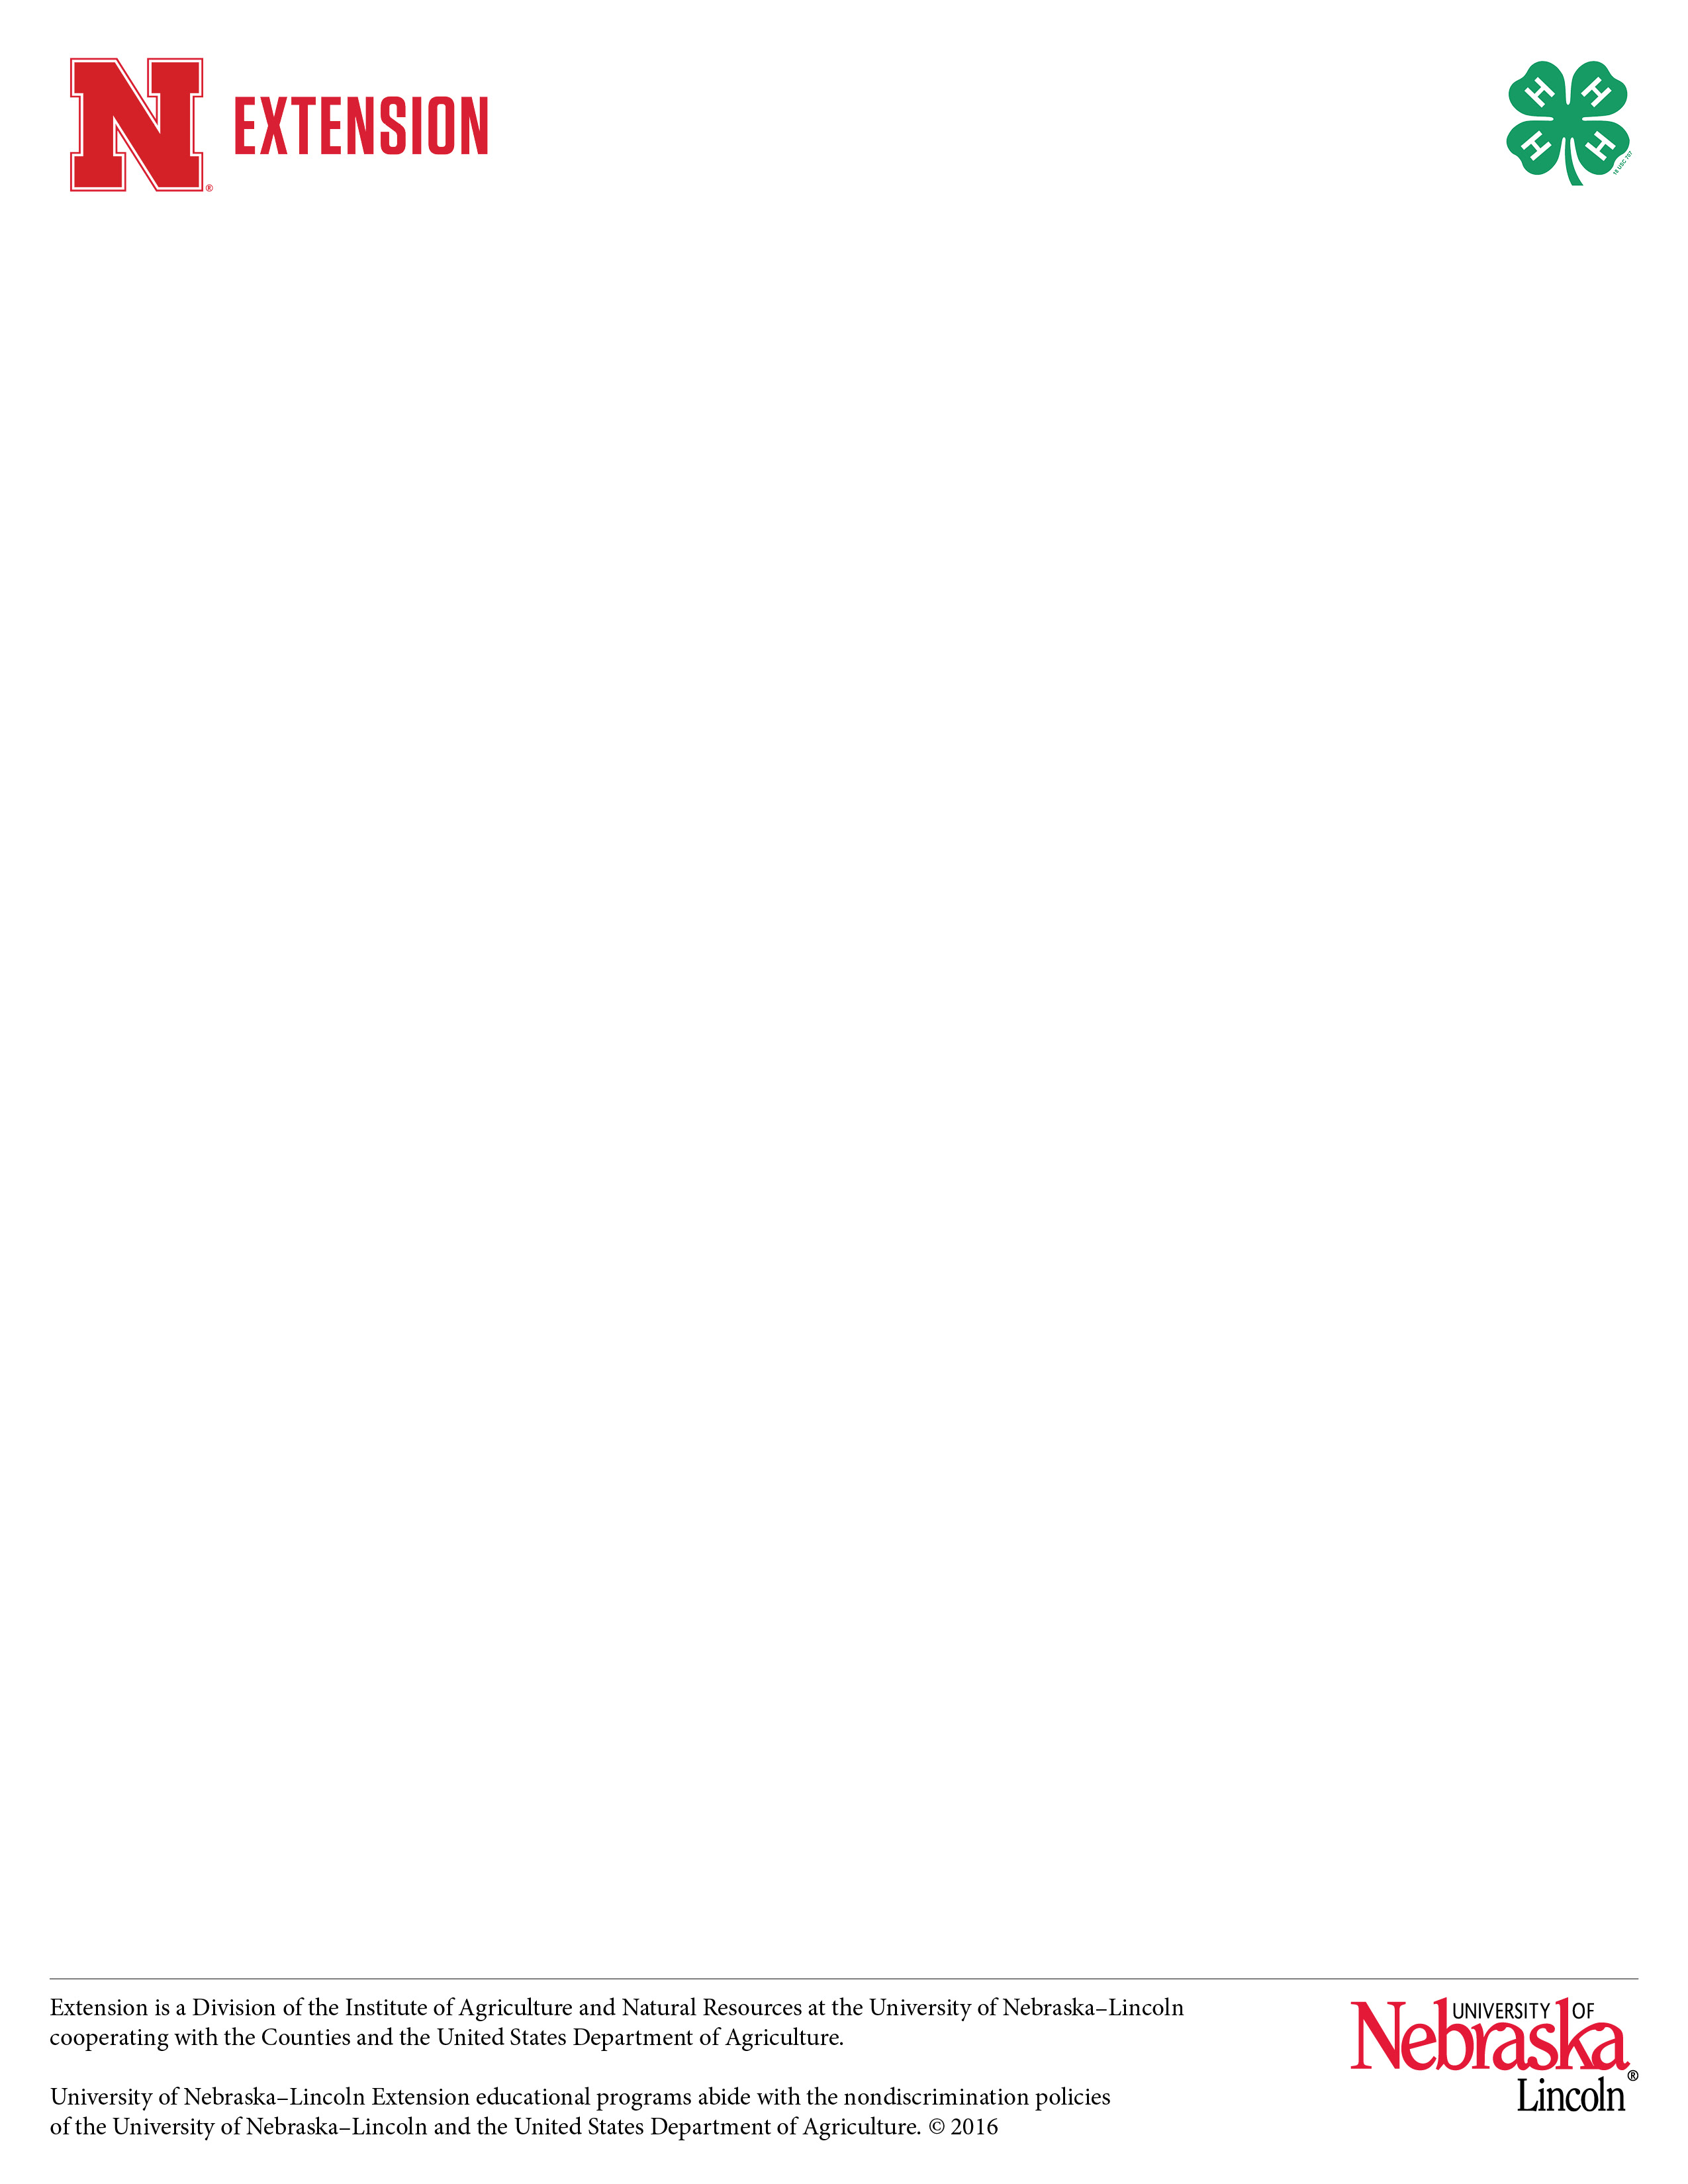 N® EXTENSION
H H
H H
18 USC 707
Extension is a Division of the Institute of Agriculture and Natural Resources at the University of Nebraska–Lincoln
cooperating with the Counties and the United States Department of Agriculture.
University of Nebraska–Lincoln Extension educational programs abide with the nondiscrimination policies
of the University of Nebraska–Lincoln and the United States Department of Agriculture. © 2016
UNIVERSITY OF
Nebraska
Lincoln®